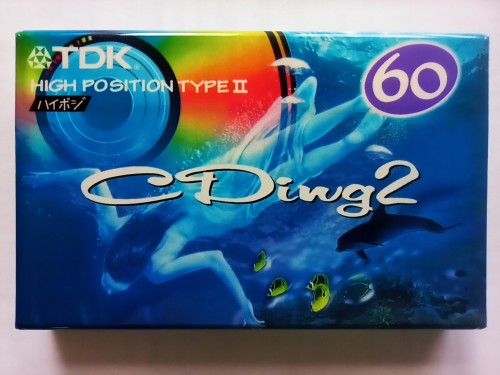 TDK
HIGH POSITION TYPE II
ハイポジ
60
CDing2